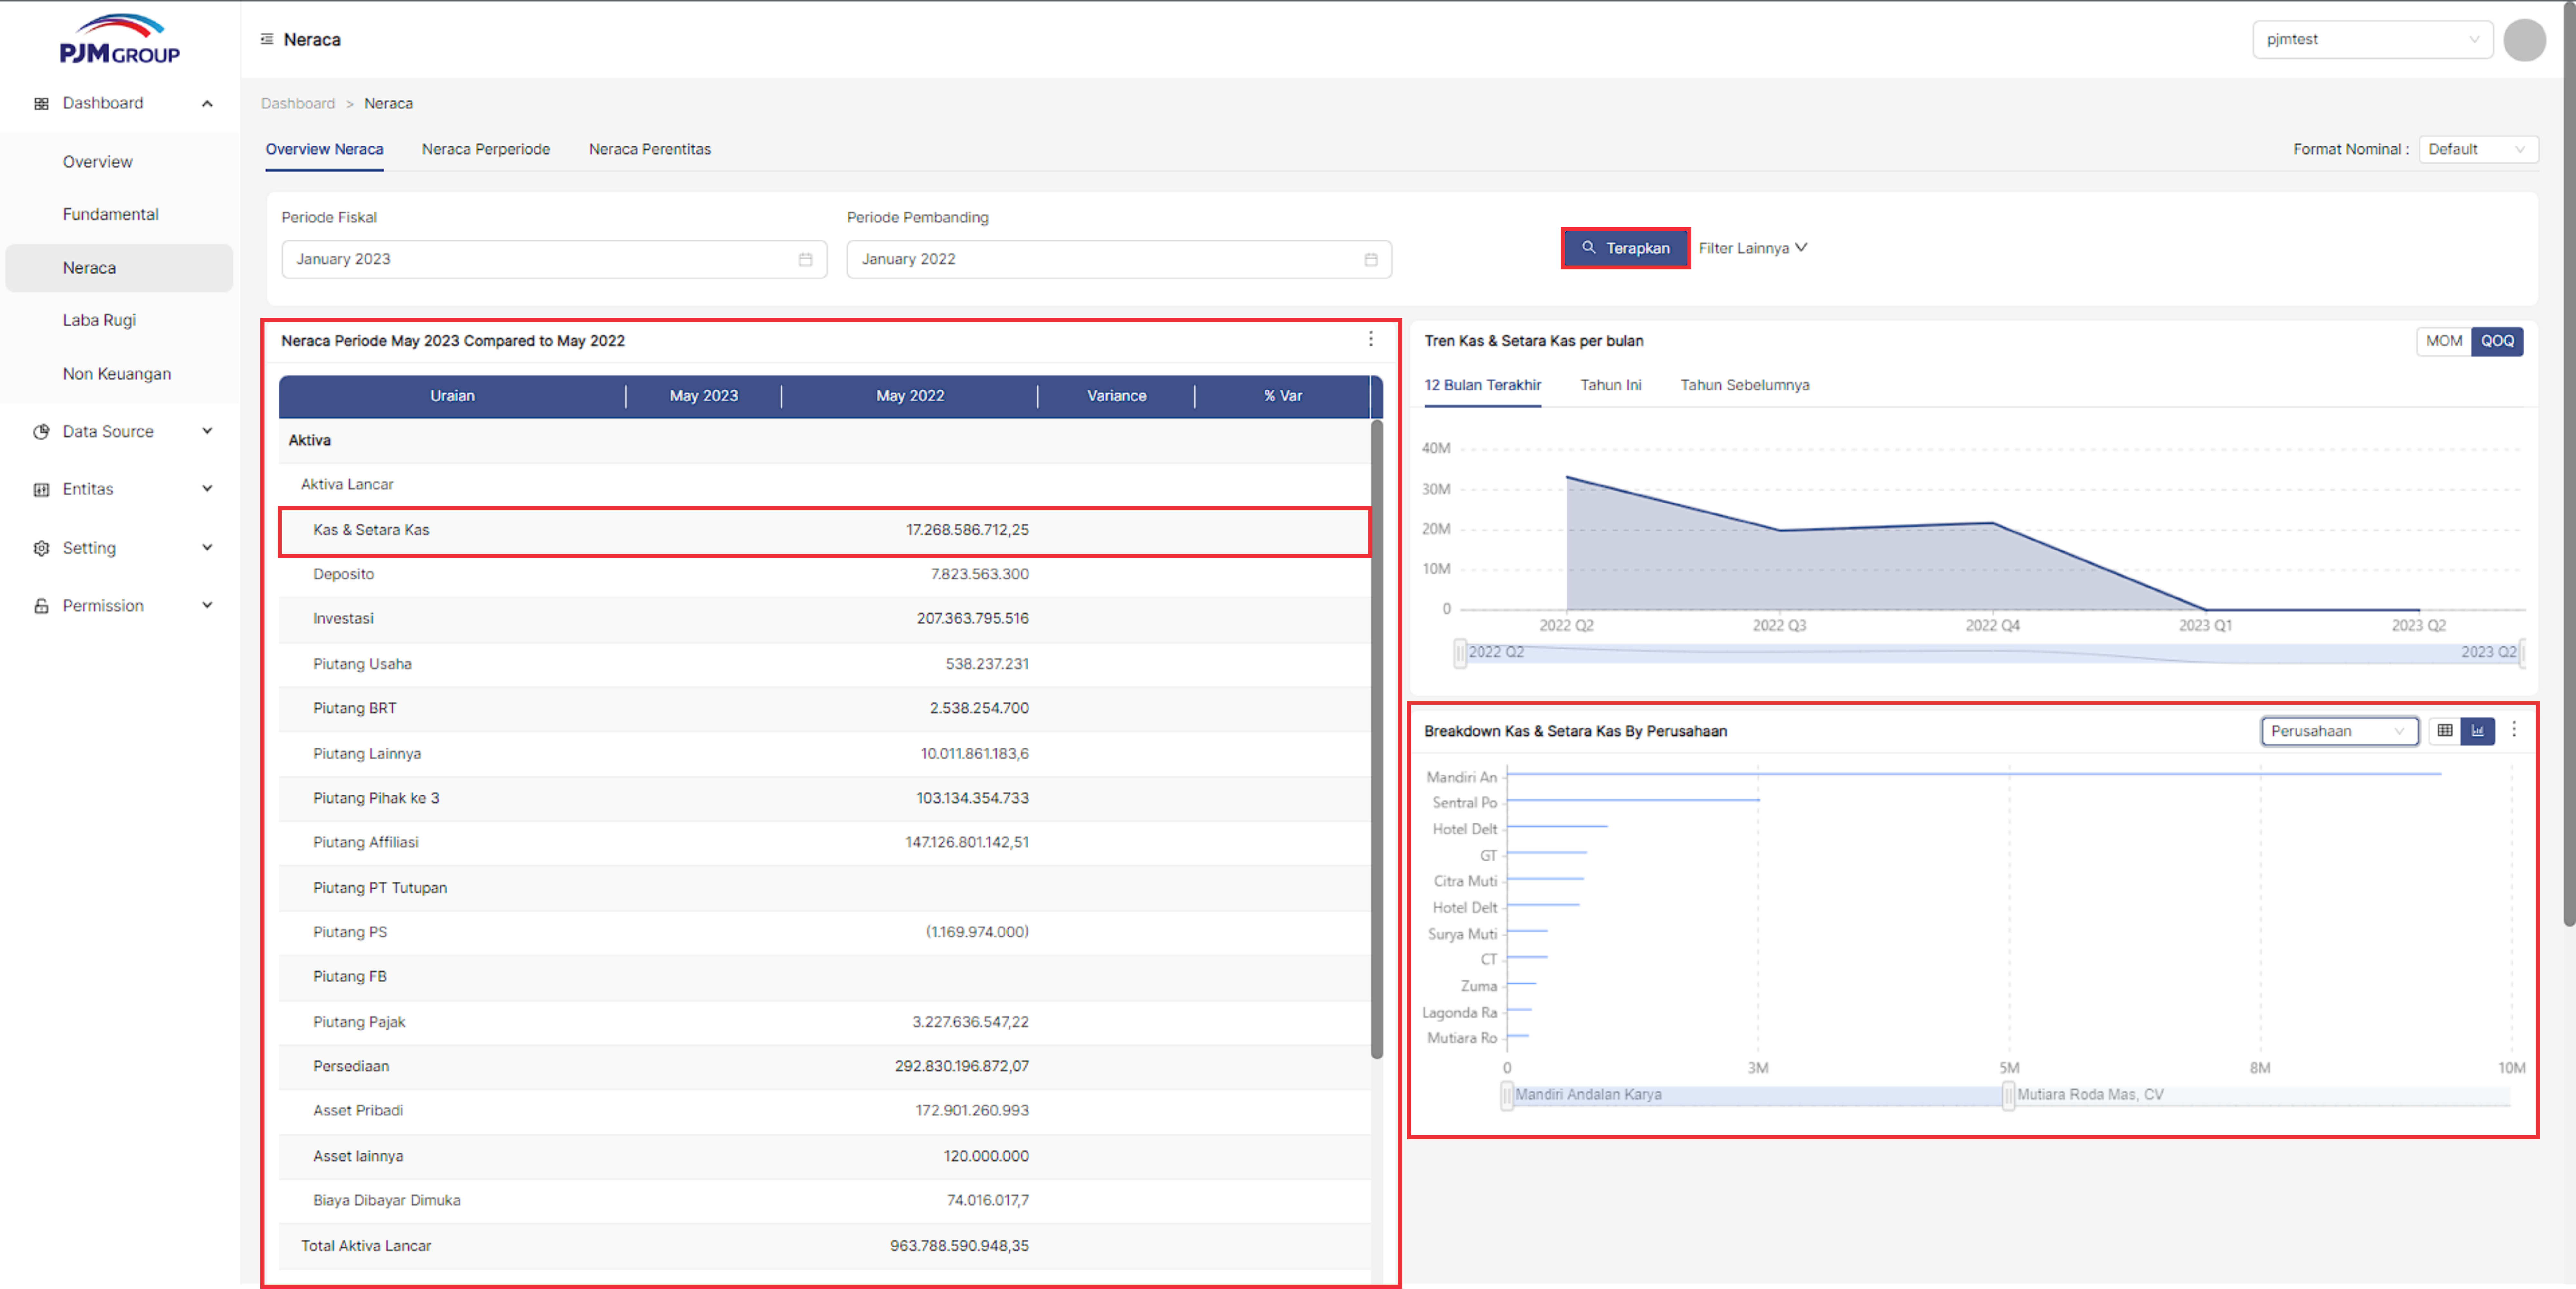 PJM GROUP
Neraca
pjmtest
Dashboard
Overview
Fundamental
Neraca
Laba Rugi
Non Keuangan
Data Source
Entitas
Setting
Permission
Dashboard > Neraca
Overview Neraca Neraca Perperiode Neraca Perentitas
Format Nominal : Default
Periode Fiskal Periode Pembanding
January 2023 January 2022 Terapkan Filter Lainnya
Neraca Periode May 2023 Compared to May 2022
Uraian May 2023 May 2022 Variance % Var
Aktiva
Aktiva Lancar
Kas & Setara Kas 17.268.586.712,25
Deposito 7.823.563.300
Investasi 207.363.795.516
Piutang Usaha 538.237.231
Piutang BRT 2.538.254.700
Piutang Lainnya 10.011.861.183,6
Piutang Pihak ke 3 103.134.354.733
Piutang Affiliasi 147.126.801.142,51
Piutang PT Tutupan
Piutang PS (1.169.974.000)
Piutang FB
Piutang Pajak 3.227.636.547,22
Persediaan 292.830.196.872,07
Asset Pribadi 172.901.260.993
Asset lainnya 120.000.000
Biaya Dibayar Dimuka 74.016.017,7
Total Aktiva Lancar 963.788.590.948,35
Tren Kas & Setara Kas per bulan
MOM QOQ
12 Bulan Terakhir Tahun Ini Tahun Sebelumnya
40M
30M
20M
10M
0
2022 Q2 2022 Q3 2022 Q4 2023 Q1 2023 Q2
2022 Q2 2023 Q2
Breakdown Kas & Setara Kas By Perusahaan
Perusahaan
Mandiri An
Sentral Po
Hotel Delt
GT
Citra Muti
Hotel Delt
Surya Muti
CT
Zuma
Lagonda Ra
Mutiara Ro
0 3M 5M 8M 10M
Mandiri Andalan Karya Mutiara Roda Mas, CV